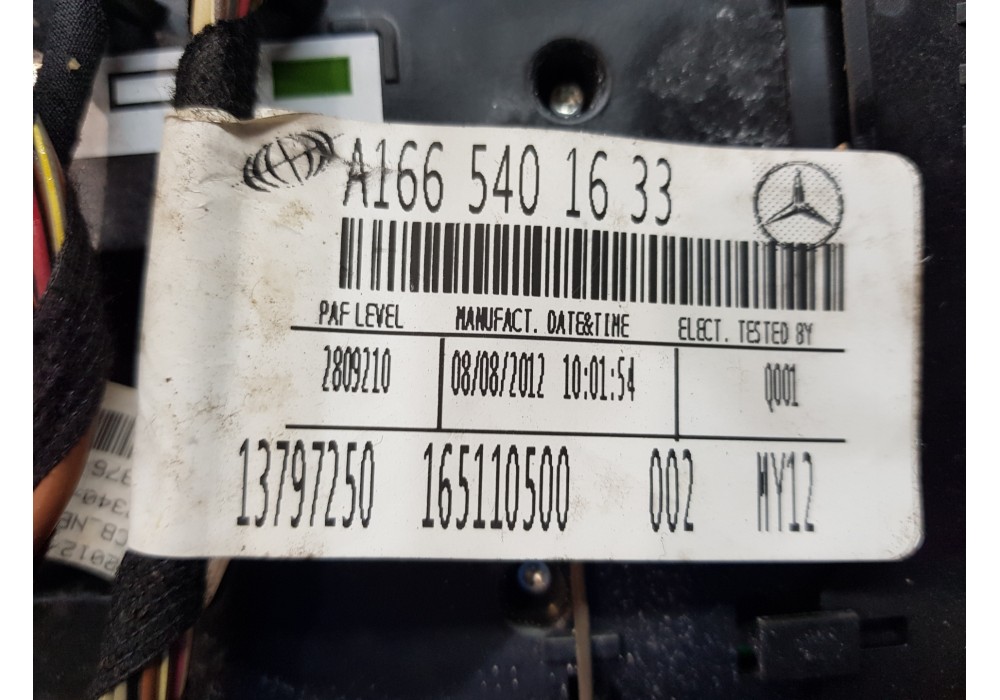 A166 540 16 33
PAF LEVEL MANUFACT. DATE&TIME ELECT. TESTED BY
2809210 08/08/2012 10:01:54 Q001
13797250 165110500 002 MY12